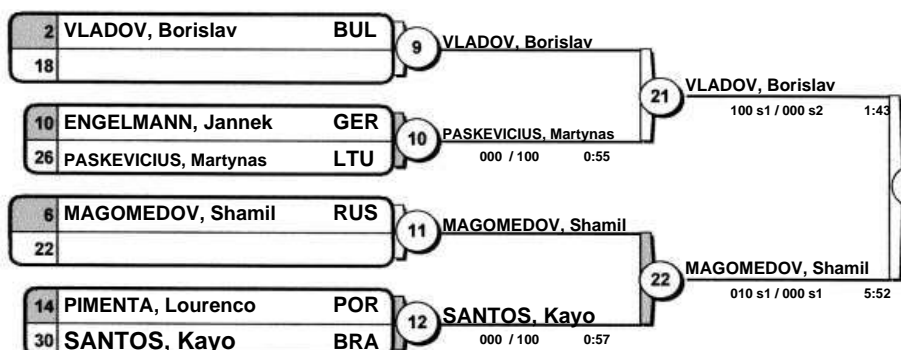 2 VLADOV, Borislav BUL
18
9 VLADOV, Borislav
10 ENGELMANN, Jannek GER
26 PASKEVICIUS, Martynas LTU
10 PASKEVICIUS, Martynas
000 / 100 0:55
21 VLADOV, Borislav
100 s1 / 000 s2 1:43
6 MAGOMEDOV, Shamil RUS
22
11 MAGOMEDOV, Shamil
14 PIMENTA, Lourenco POR
30 SANTOS, Kayo BRA
12 SANTOS, Kayo
000 / 100 0:57
22 MAGOMEDOV, Shamil
010 s1 / 000 s1 5:52